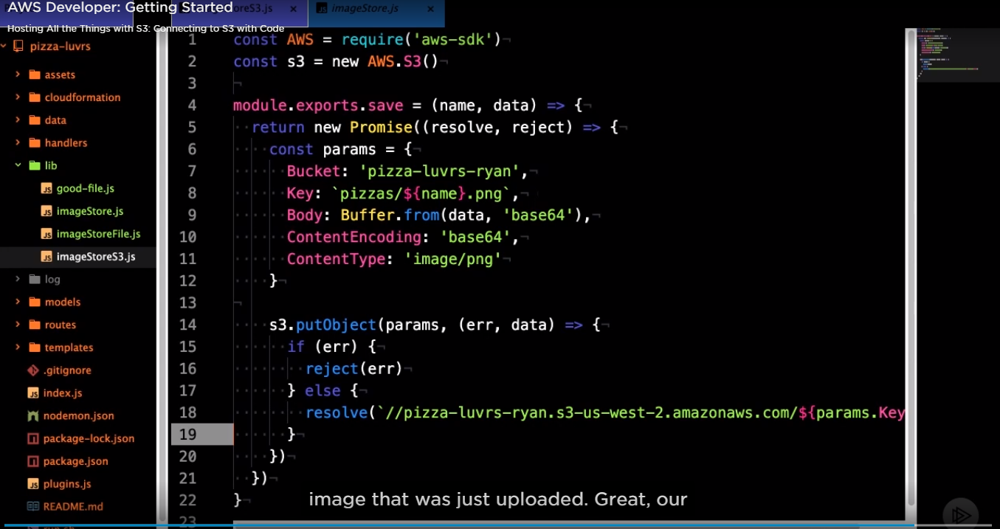 AWS Developer: Getting Started
Hosting All the Things with S3: Connecting to S3 with Code
oreS3.js ×
imageStore.js ×
pizza-luvrs
assets
cloudformation
data
handlers
lib
good-file.js
imageStore.js
imageStoreFile.js
imageStoreS3.js
log
models
routes
templates
.gitignore
index.js
nodemon.json
package-lock.json
package.json
plugins.js
README.md
1 const AWS = require('aws-sdk')¬
2 const s3 = new AWS.S3()¬
3 ¬
4 module.exports.save = (name, data) => {¬
5 ··return new Promise((resolve, reject) => {¬
6 ····const params = {¬
7 ······Bucket: 'pizza-luvrs-ryan',¬
8 ······Key: `pizzas/${name}.png`,¬
9 ······Body: Buffer.from(data, 'base64'),¬
10 ······ContentEncoding: 'base64',¬
11 ······ContentType: 'image/png'¬
12 ····}¬
13 ¬
14 ····s3.putObject(params, (err, data) => {¬
15 ······if (err) {¬
16 ········reject(err)¬
17 ······} else {¬
18 ········resolve(`//pizza-luvrs-ryan.s3-us-west-2.amazonaws.com/${params.Key
19 ······}¬
20 ····})¬
21 ··})¬
22 }¬
23
image that was just uploaded. Great, our